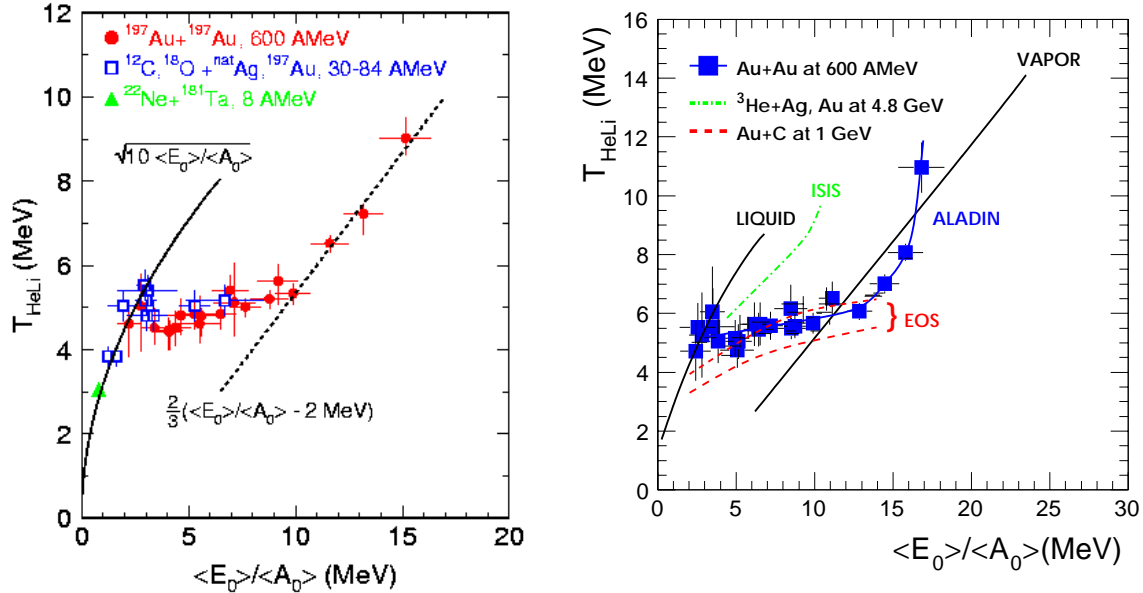 12
10
8
6
4
2
0
T_HeLi (MeV)
¹⁹⁷Au+¹⁹⁷Au, 600 AMeV
¹²C,¹⁸O +ⁿᵃᵗAg,¹⁹⁷Au, 30-84 AMeV
²²Ne+¹⁸¹Ta, 8 AMeV
√10 <E₀>/<A₀>
2/3(<E₀>/<A₀> - 2 MeV)
0 5 10 15 20
<E₀>/<A₀> (MeV)
16
14
12
10
8
6
4
2
0
T_HeLi (MeV)
Au+Au at 600 AMeV
³He+Ag, Au at 4.8 GeV
Au+C at 1 GeV
VAPOR
ISIS
LIQUID
ALADIN
} EOS
0 5 10 15 20 25 30
<E₀>/<A₀>(MeV)